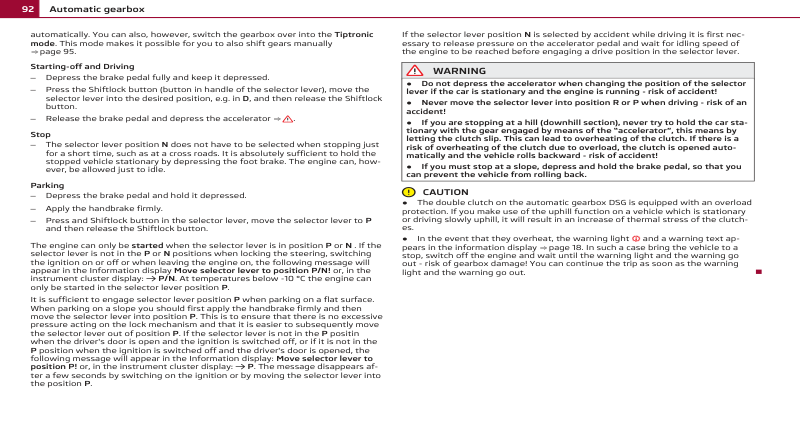 92 Automatic gearbox
automatically. You can also, however, switch the gearbox over into the Tiptronic
mode. This mode makes it possible for you to also shift gears manually
⇒ page 95.
Starting-off and Driving
– Depress the brake pedal fully and keep it depressed.
– Press the Shiftlock button (button in handle of the selector lever), move the
selector lever into the desired position, e.g. in D, and then release the Shiftlock
button.
– Release the brake pedal and depress the accelerator ⇒ ⚠.
Stop
– The selector lever position N does not have to be selected when stopping just
for a short time, such as at a cross roads. It is absolutely sufficient to hold the
stopped vehicle stationary by depressing the foot brake. The engine can, how-
ever, be allowed just to idle.
Parking
– Depress the brake pedal and hold it depressed.
– Apply the handbrake firmly.
– Press and Shiftlock button in the selector lever, move the selector lever to P
and then release the Shiftlock button.
The engine can only be started when the selector lever is in position P or N . If the
selector lever is not in the P or N positions when locking the steering, switching
the ignition on or off or when leaving the engine on, the following message will
appear in the Information display Move selector lever to position P/N! or, in the
instrument cluster display: → P/N. At temperatures below -10 °C the engine can
only be started in the selector lever position P.
It is sufficient to engage selector lever position P when parking on a flat surface.
When parking on a slope you should first apply the handbrake firmly and then
move the selector lever into position P. This is to ensure that there is no excessive
pressure acting on the lock mechanism and that it is easier to subsequently move
the selector lever out of position P. If the selector lever is not in the P positin
when the driver's door is open and the ignition is switched off, or if it is not in the
P position when the ignition is switched off and the driver's door is opened, the
following message will appear in the Information display: Move selector lever to
position P! or, in the instrument cluster display: → P. The message disappears af-
ter a few seconds by switching on the ignition or by moving the selector lever into
the position P.
If the selector lever position N is selected by accident while driving it is first nec-
essary to release pressure on the accelerator pedal and wait for idling speed of
the engine to be reached before engaging a drive position in the selector lever.
WARNING
● Do not depress the accelerator when changing the position of the selector
lever if the car is stationary and the engine is running - risk of accident!
● Never move the selector lever into position R or P when driving - risk of an
accident!
● If you are stopping at a hill (downhill section), never try to hold the car sta-
tionary with the gear engaged by means of the "accelerator", this means by
letting the clutch slip. This can lead to overheating of the clutch. If there is a
risk of overheating of the clutch due to overload, the clutch is opened auto-
matically and the vehicle rolls backward - risk of accident!
● If you must stop at a slope, depress and hold the brake pedal, so that you
can prevent the vehicle from rolling back.
CAUTION
● The double clutch on the automatic gearbox DSG is equipped with an overload
protection. If you make use of the uphill function on a vehicle which is stationary
or driving slowly uphill, it will result in an increase of thermal stress of the clutch-
es.
● In the event that they overheat, the warning light and a warning text ap-
pears in the information display ⇒ page 18. In such a case bring the vehicle to a
stop, switch off the engine and wait until the warning light and the warning go
out - risk of gearbox damage! You can continue the trip as soon as the warning
light and the warning go out.